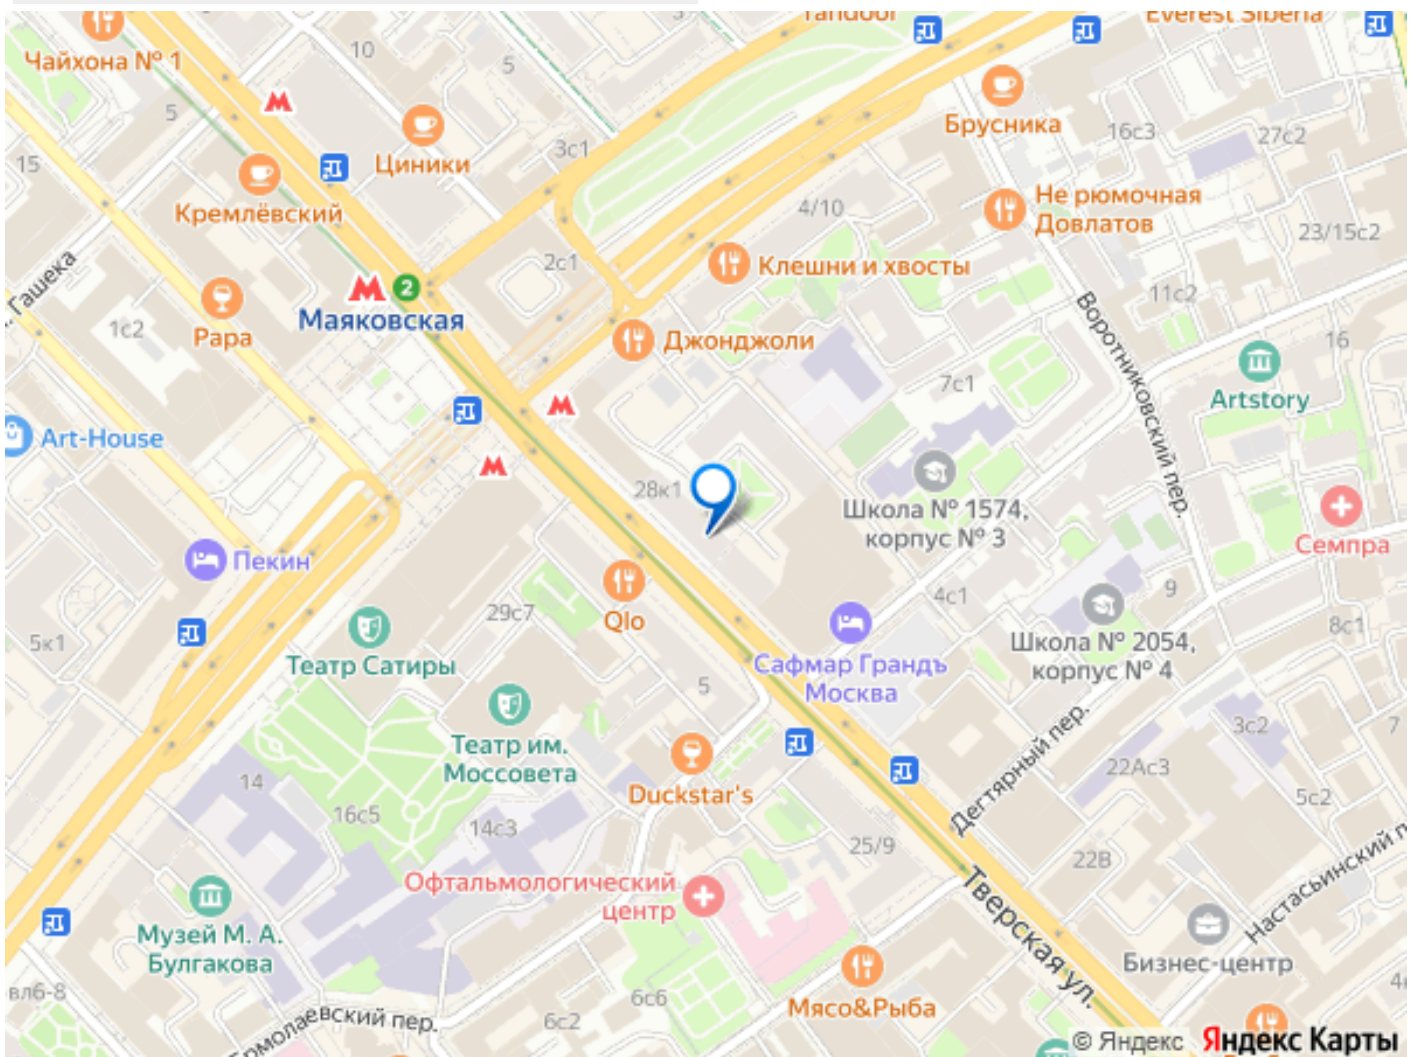 Tandoor
Everest Siberia
Чайхона № 1
10
5
5
Циники
3с1
Брусника
16с3
27с2
15
Кремлёвский
4/10
Не рюмочная
Довлатов
23/15с2
Гашека
2
Маяковская
2с1
Клешни и хвосты
11с2
Воротниковский пер.
1с2
Papa
Джонджоли
7с1
16
Artstory
Art-House
28к1
Школа № 1574,
корпус № 3
Семпра
Пекин
Qlo
29с7
4с1
9
5к1
Театр Сатиры
Школа № 2054,
корпус № 4
8с1
Сафмар Грандъ
Москва
5
Театр им.
Моссовета
Дегтярный пер.
3с2
7
22Ас3
14
Duckstar's
5с2
16с5
14с3
25/9
22В
Настасьинский п
Офтальмологический
центр
Тверская ул.
Музей М. А.
Булгакова
Бизнес-центр
вл6-8
6с6
Мясо&Рыба
Ермолаевский пер.
6с2
© Яндекс Яндекс Карты